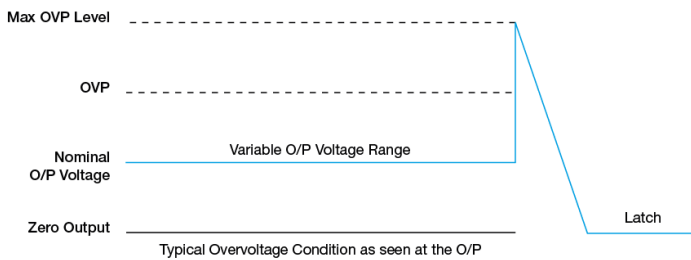 Max OVP Level
OVP
Variable O/P Voltage Range
Nominal
O/P Voltage
Latch
Zero Output
Typical Overvoltage Condition as seen at the O/P